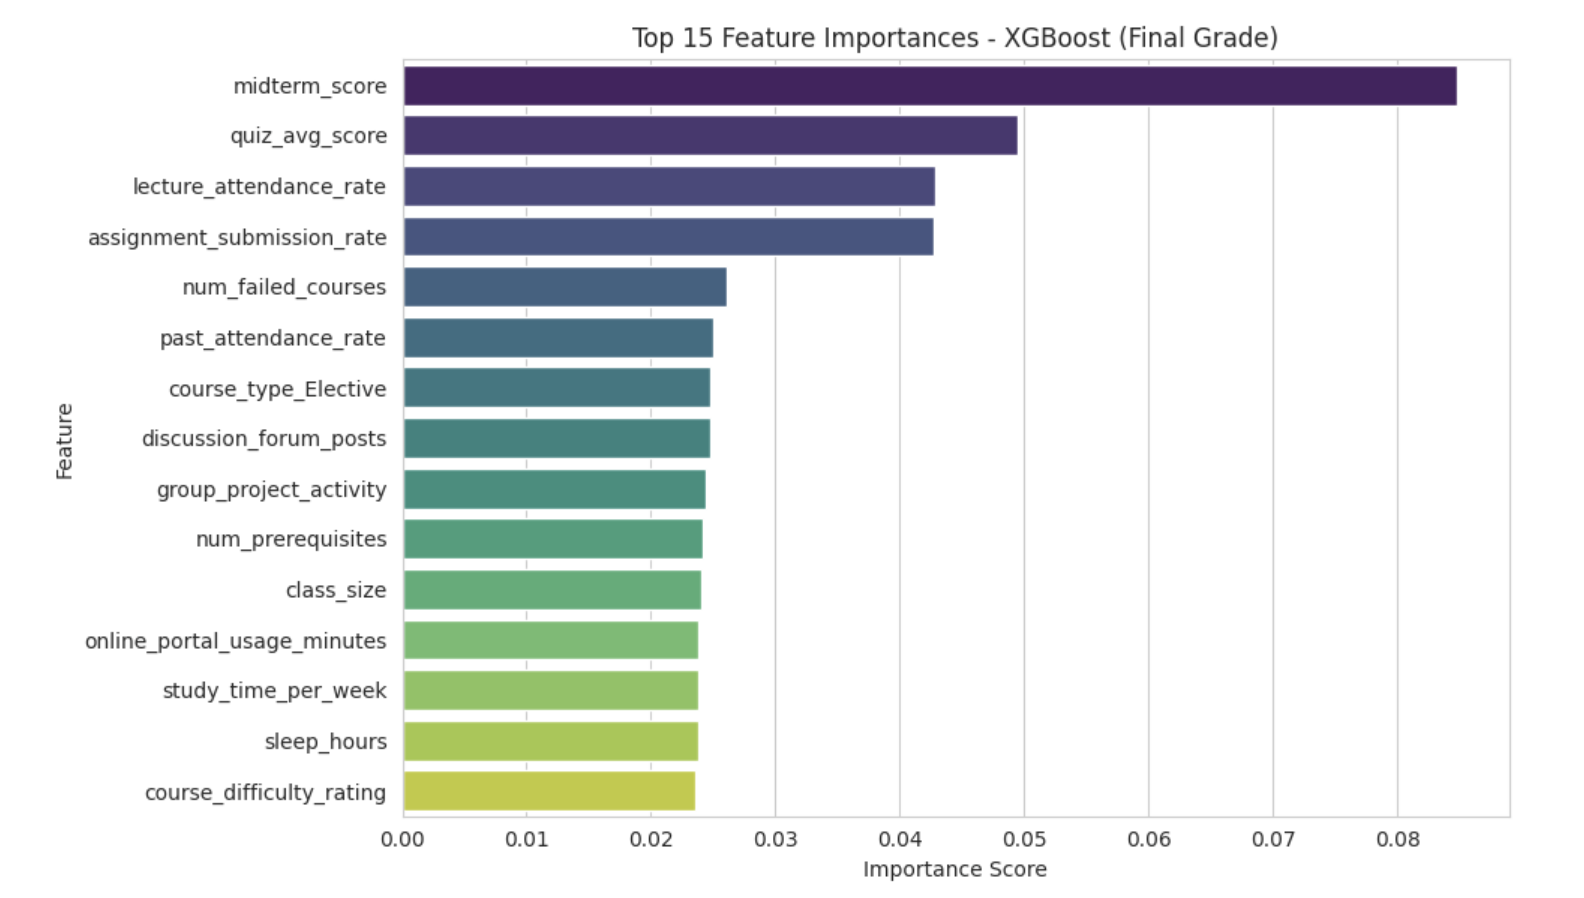 Top 15 Feature Importances - XGBoost (Final Grade)
midterm_score
quiz_avg_score
lecture_attendance_rate
assignment_submission_rate
num_failed_courses
past_attendance_rate
course_type_Elective
discussion_forum_posts
group_project_activity
num_prerequisites
class_size
online_portal_usage_minutes
study_time_per_week
sleep_hours
course_difficulty_rating
Feature
0.00 0.01 0.02 0.03 0.04 0.05 0.06 0.07 0.08
Importance Score